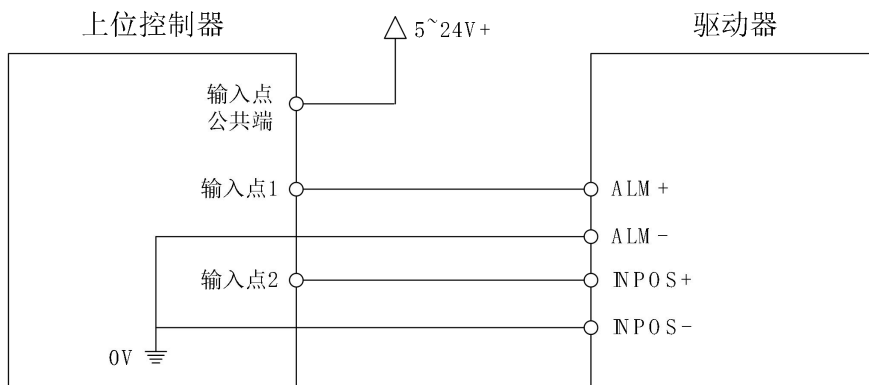 上位控制器
5~24V+
驱动器
输入点
公共端
输入点1
ALM+
ALM-
输入点2
INPOS+
INPOS-
0V